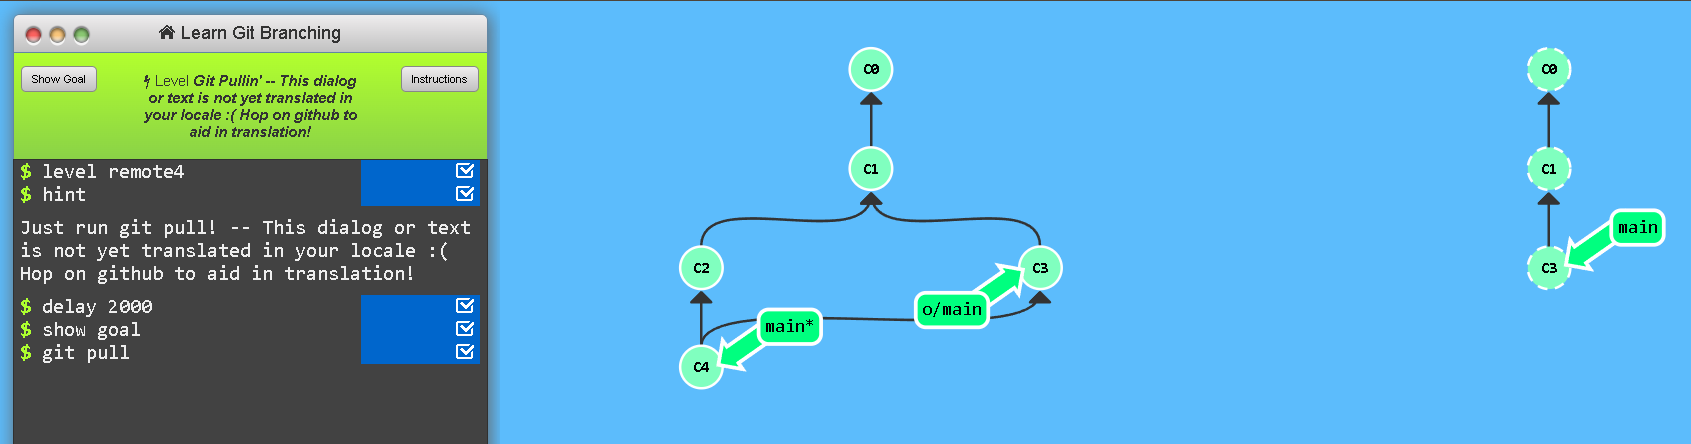 Learn Git Branching
Show Goal
Level Git Pullin' -- This dialog
or text is not yet translated in
your locale :( Hop on github to
aid in translation!
Instructions
$ level remote4
$ hint
Just run git pull! -- This dialog or text
is not yet translated in your locale :(
Hop on github to aid in translation!
$ delay 2000
$ show goal
$ git pull
C0
C1
C2
C3
o/main
main*
C4
C0
C1
main
C3